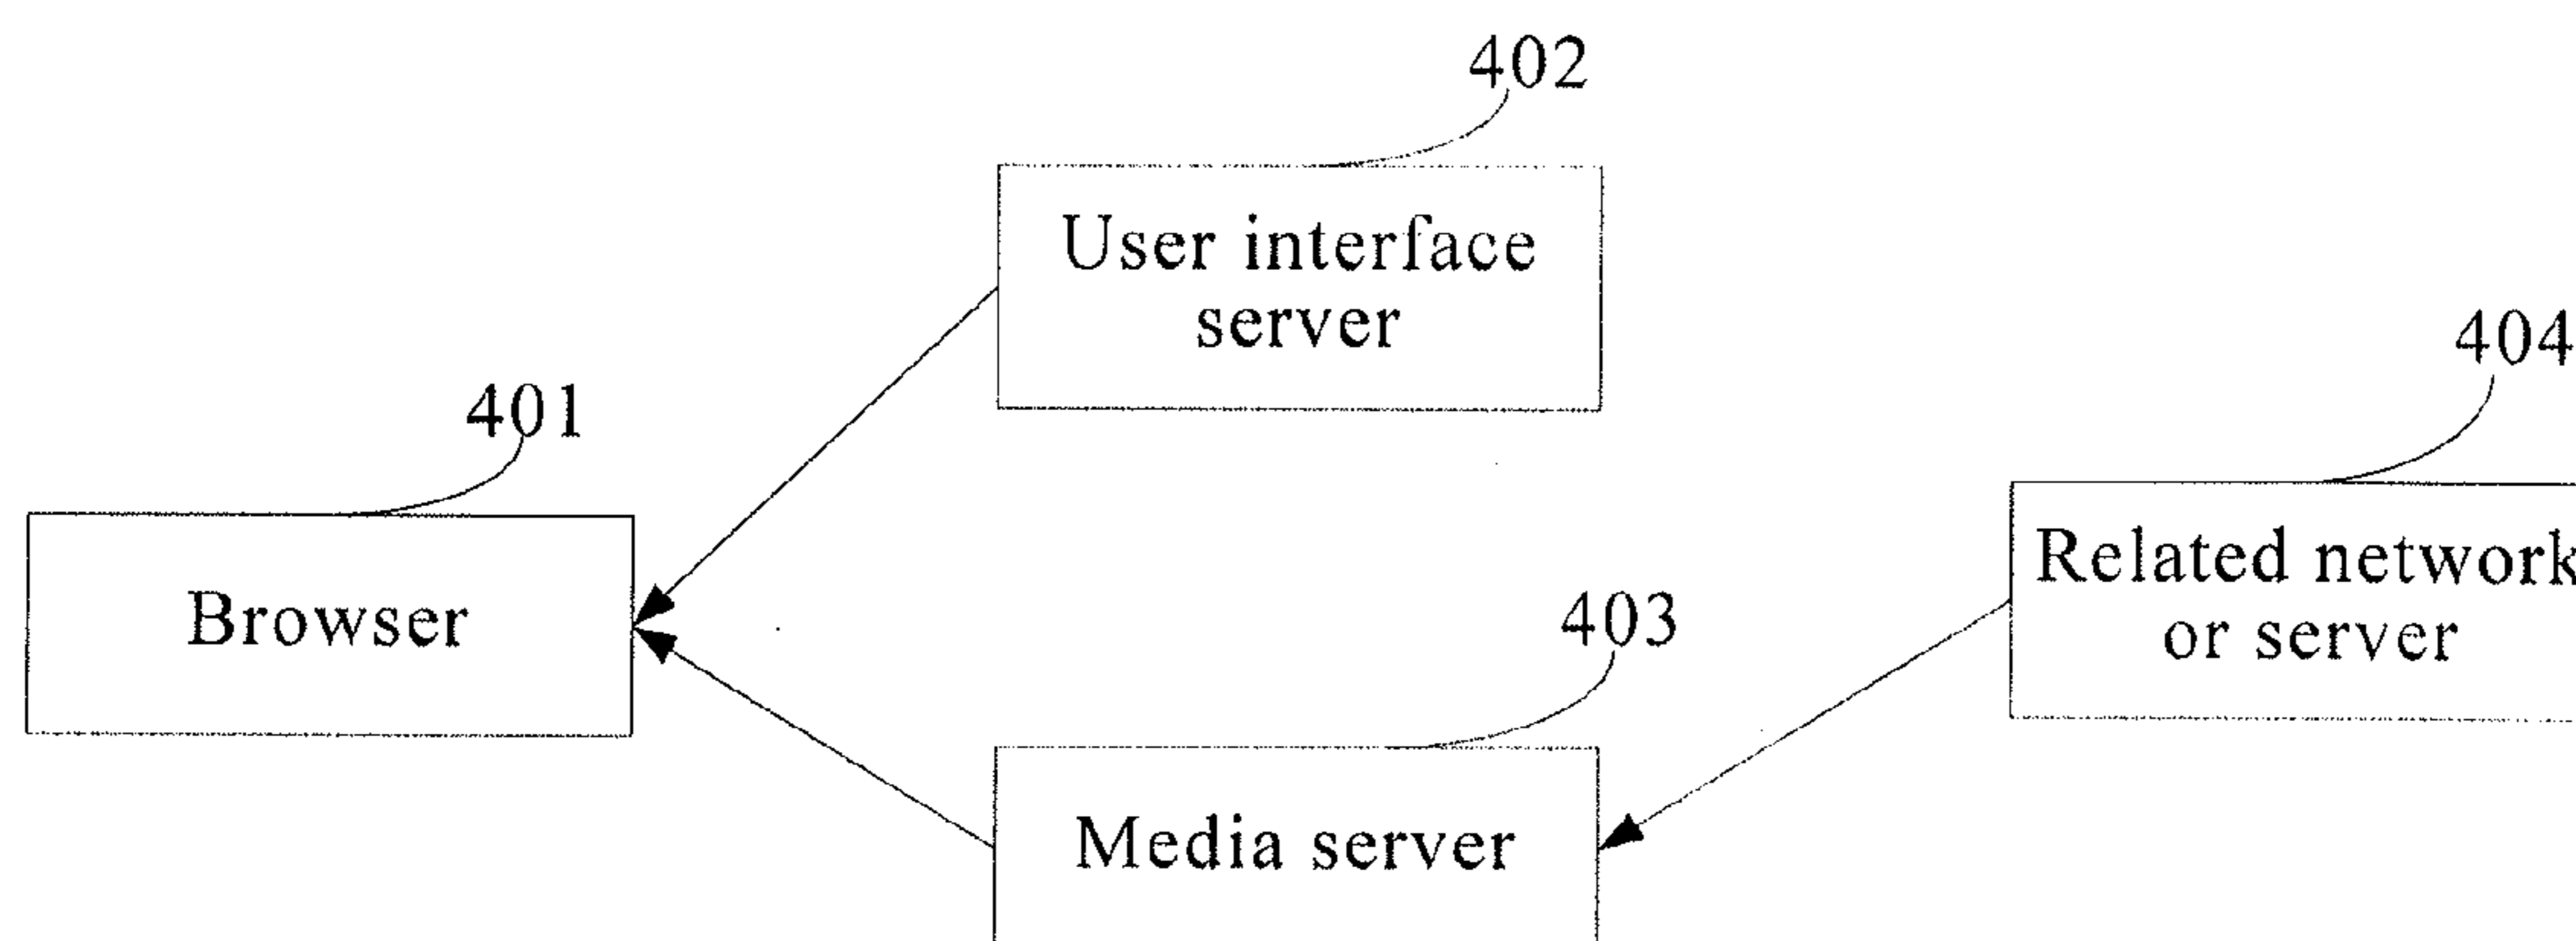 402
User interface
server
404
401
Related network
or server
Browser
403
Media server